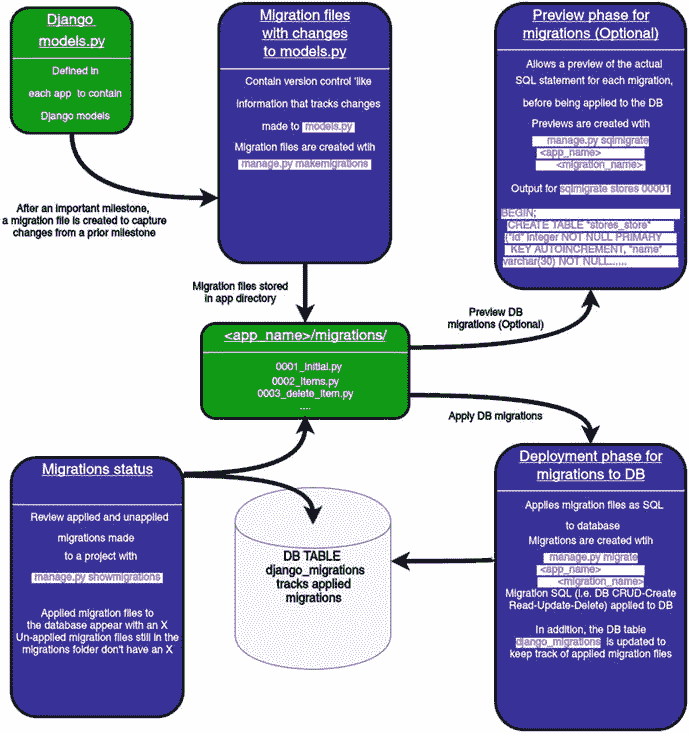 Django
models.py
Defined in
each app to contain
Django models
After an important milestone,
a migration file is created to capture
changes from a prior milestone
Migration files
with changes
to models.py
Contain version control 'like
Information that tracks changes
made to models.py
Migration files are created wtih
manage.py makemigrations
Migration files stored
in app directory
<app_name>/migrations/
0001_initial.py
0002_items.py
0003_delete_item.py
....
Preview phase for
migrations (Optional)
Allows a preview of the actual
SQL statement for each migration,
before being applied to the DB
Previews are created wtih
manage.py sqlmigrate
<app_name>
<migration_name>
Output for sqlmigrate stores 00001
BEGIN;
CREATE TABLE "stores_store"
("id" integer NOT NULL PRIMARY
KEY AUTOINCREMENT, "name"
varchar(30) NOT NULL......
Preview DB
migrations (Optional)
Apply DB migrations
Migrations status
Review applied and unapplied
migrations made
to a project with
manage.py showmigrations
Applied migration files to
the database appear with an X
Un-applied migration files still in the
migrations folder don't have an X
DB TABLE
django_migrations
tracks applied
migrations
Deployment phase for
migrations to DB
Applies migration files as SQL
to database
Migrations are created wtih
manage.py migrate
<app_name>
<migration_name>
Migration SQL (i.e. DB CRUD-Create
Read-Update-Delete) applied to DB
In addition, the DB table
django_migrations is updated to
keep track of applied migration files